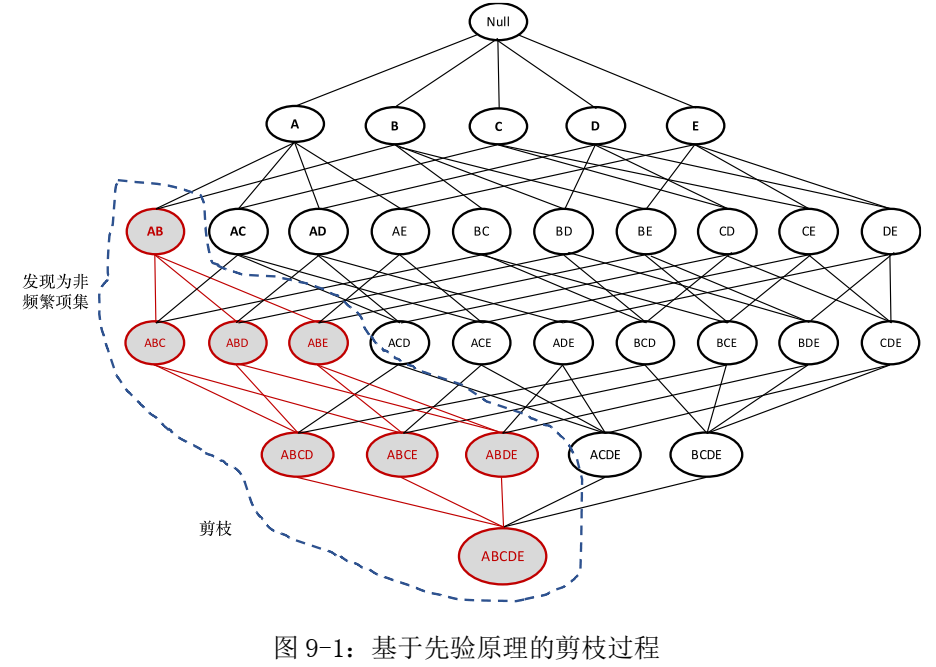 Null
A B C D E
AB AC AD AE BC BD BE CD CE DE
发现为非
频繁项集
ABC ABD ABE ACD ACE ADE BCD BCE BDE CDE
ABCD ABCE ABDE ACDE BCDE
剪枝
ABCDE
图 9-1：基于先验原理的剪枝过程